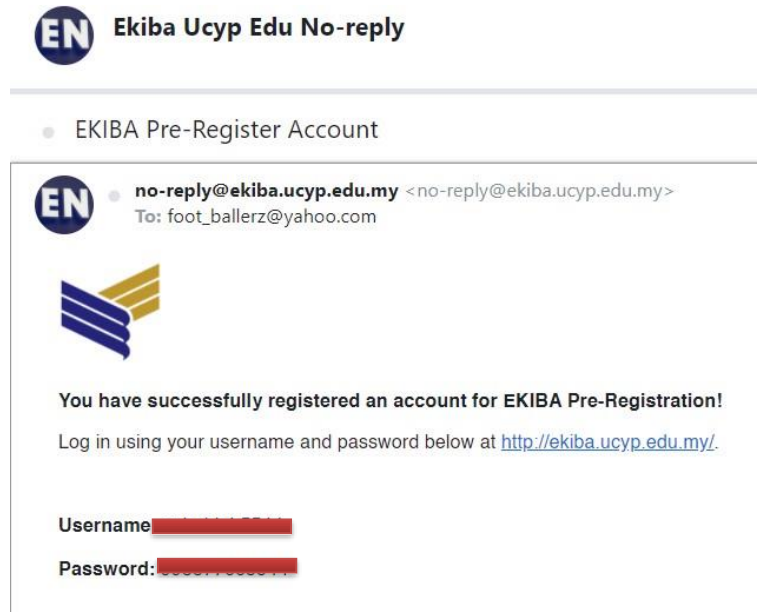 EN Ekiba Ucyp Edu No-reply
EKIBA Pre-Register Account
EN no-reply@ekiba.ucyp.edu.my <no-reply@ekiba.ucyp.edu.my>
To: foot_ballerz@yahoo.com
You have successfully registered an account for EKIBA Pre-Registration!
Log in using your username and password below at http://ekiba.ucyp.edu.my/.
Username
Password: